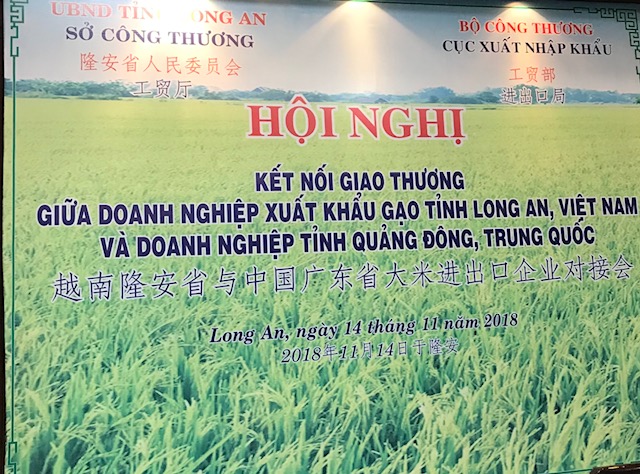 UBND TỈNH LONG AN
SỞ CÔNG THƯƠNG
隆安省人民委员会
工贸厅
BỘ CÔNG THƯƠNG
CỤC XUẤT NHẬP KHẨU
工贸部
进出口局
HỘI NGHỊ
KẾT NỐI GIAO THƯƠNG
GIỮA DOANH NGHIỆP XUẤT KHẨU GẠO TỈNH LONG AN, VIỆT NAM
VÀ DOANH NGHIỆP TỈNH QUẢNG ĐÔNG, TRUNG QUỐC
越南隆安省与中国广东省大米进出口企业对接会
Long An, ngày 14 tháng 11 năm 2018
2018年11月14日于隆安